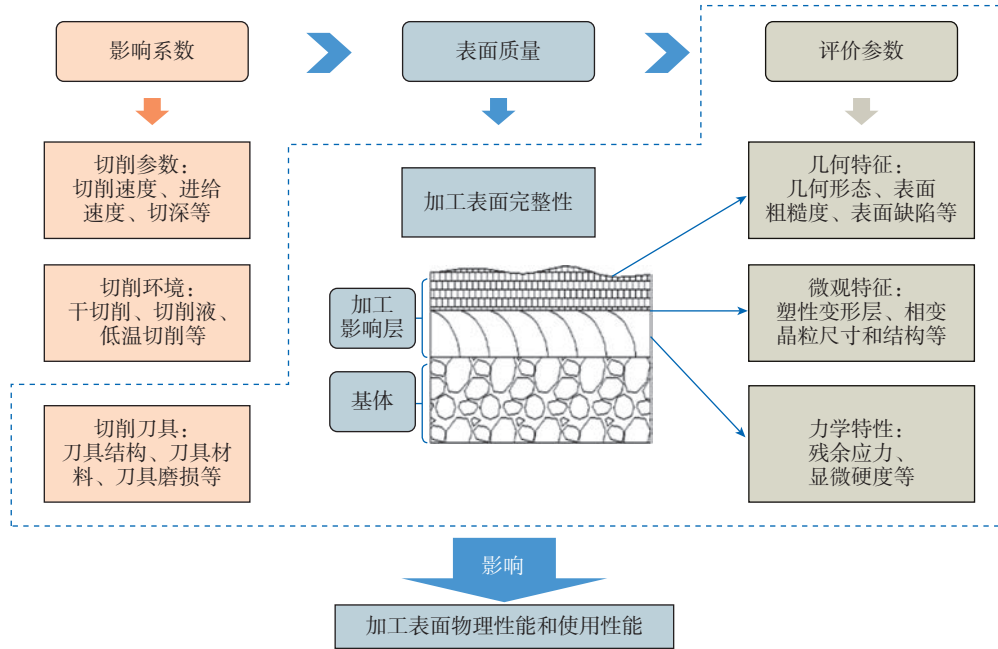 影响系数
表面质量
评价参数
切削参数：
切削速度、进给
速度、切深等
切削环境：
干切削、切削液、
低温切削等
切削刀具：
刀具结构、刀具材
料、刀具磨损等
加工表面完整性
加工
影响层
基体
几何特征：
几何形态、表面
粗糙度、表面缺陷等
微观特征：
塑性变形层、相变
晶粒尺寸和结构等
力学特性：
残余应力、
显微硬度等
影响
加工表面物理性能和使用性能